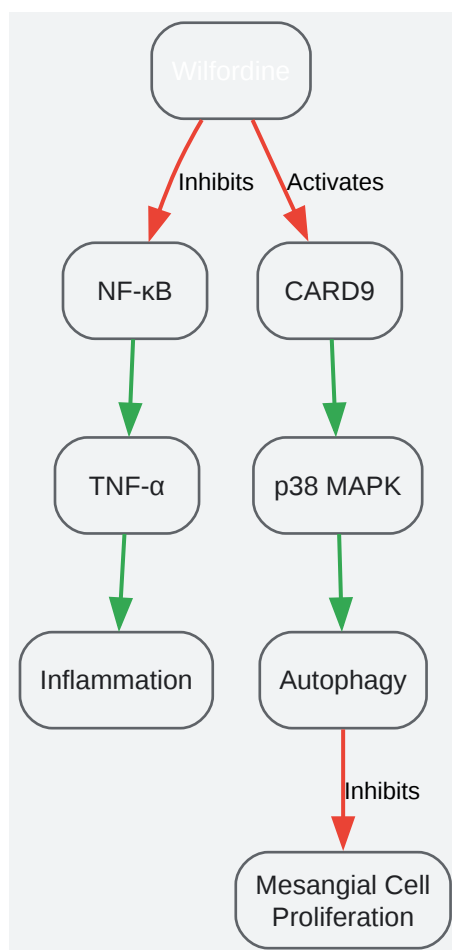 Wilfordine
Inhibits
Activates
NF-κB
CARD9
TNF-α
p38 MAPK
Inflammation
Autophagy
Inhibits
Mesangial Cell
Proliferation